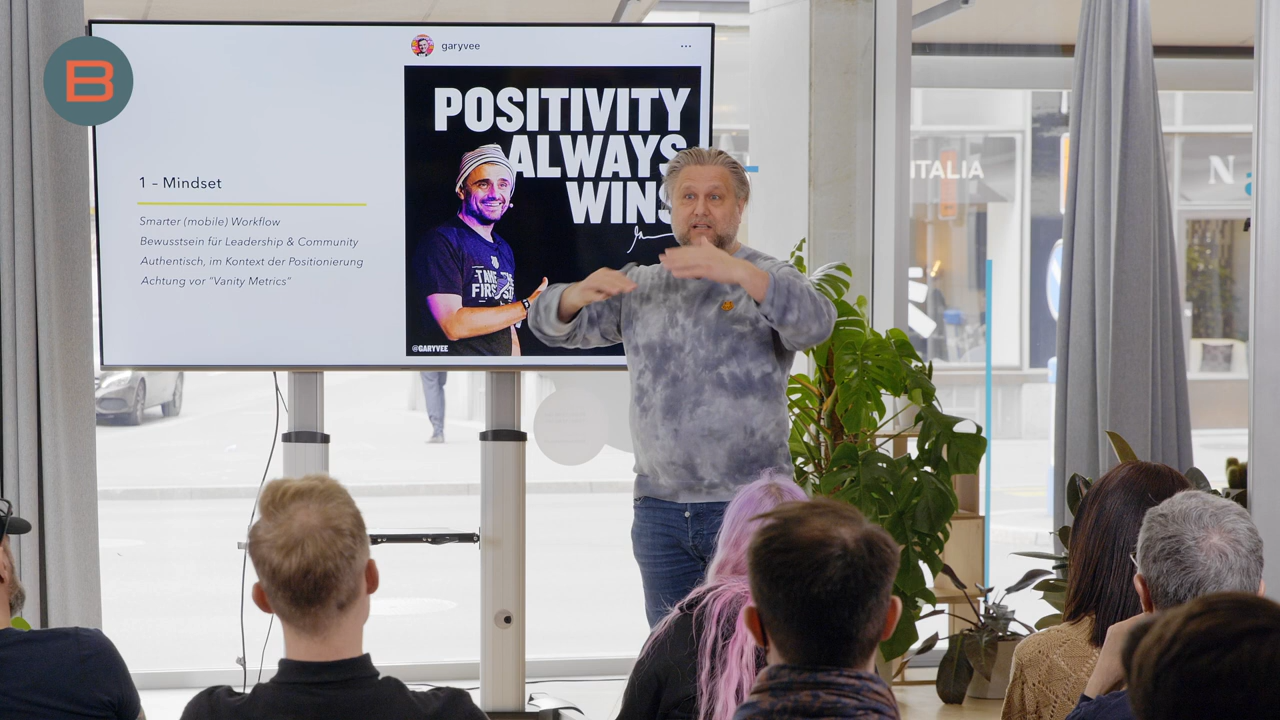 B
garyvee
POSITIVITY
ALWAYS
WINS
1 – Mindset
Smarter (mobile) Workflow
Bewusstsein für Leadership & Community
Authentisch, im Kontext der Positionierung
Achtung vor "Vanity Metrics"
@GARYVEE
ITALIA
N